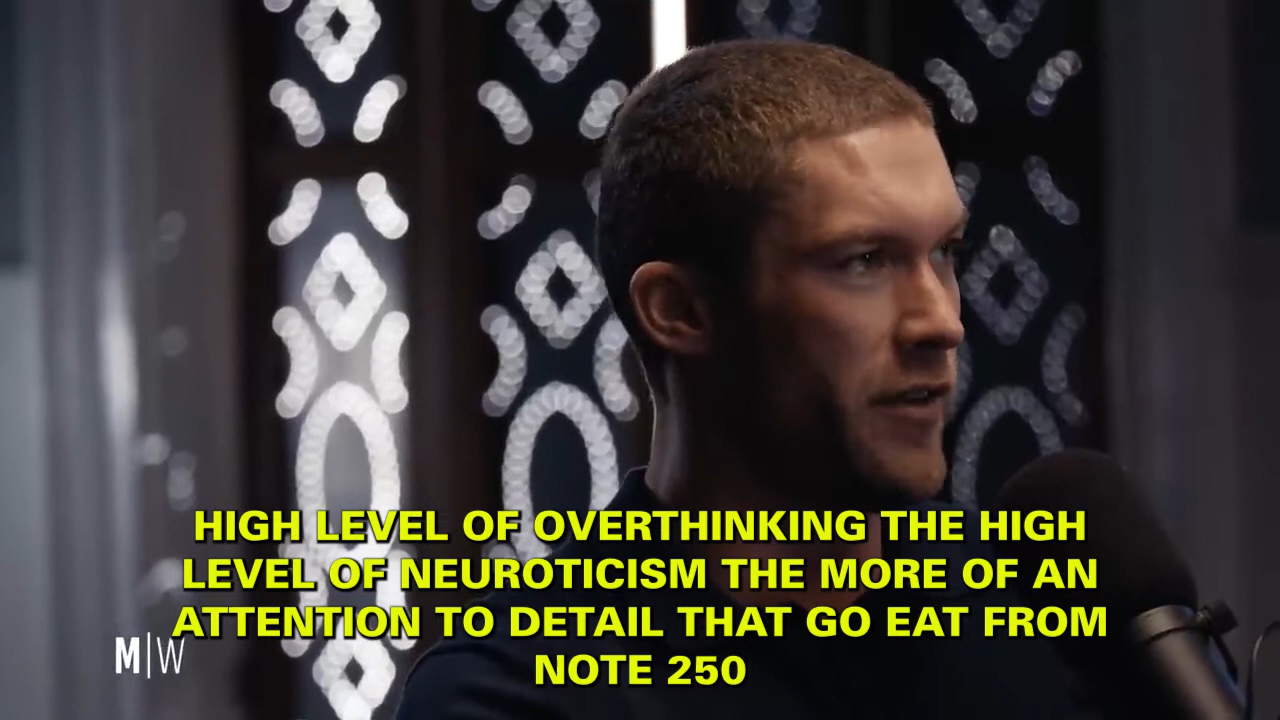 HIGH LEVEL OF OVERTHINKING THE HIGH
LEVEL OF NEUROTICISM THE MORE OF AN
ATTENTION TO DETAIL THAT GO EAT FROM
NOTE 250
M|W